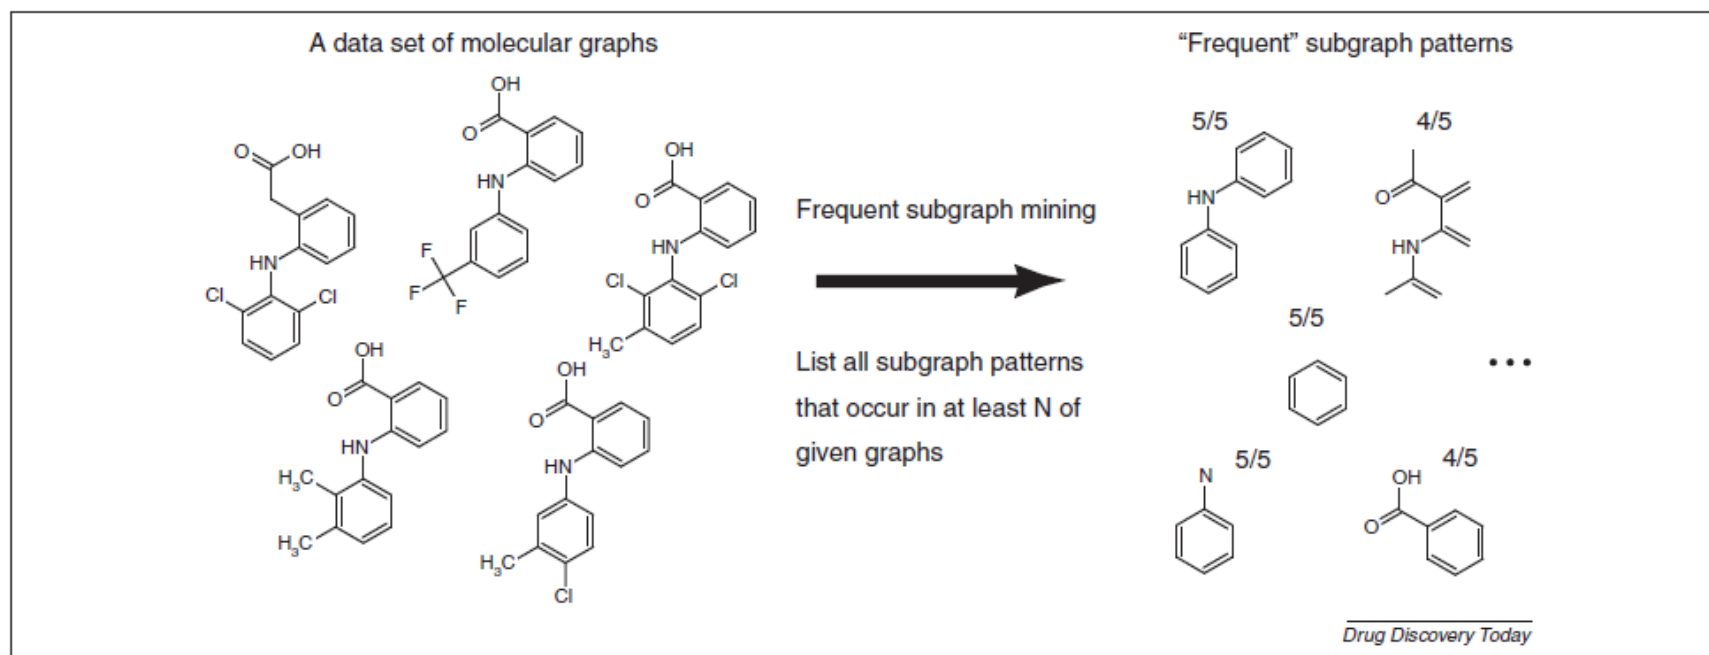 A data set of molecular graphs
“Frequent” subgraph patterns
OH
O
HN
F
F
F
O
OH
HN
Cl
Cl
OH
O
HN
Cl
Cl
H3C
OH
O
HN
H3C
H3C
OH
O
HN
H3C
Cl
Frequent subgraph mining
List all subgraph patterns
that occur in at least N of
given graphs
5/5
HN
4/5
O
HN
5/5
•••
5/5
N
4/5
OH
O
Drug Discovery Today